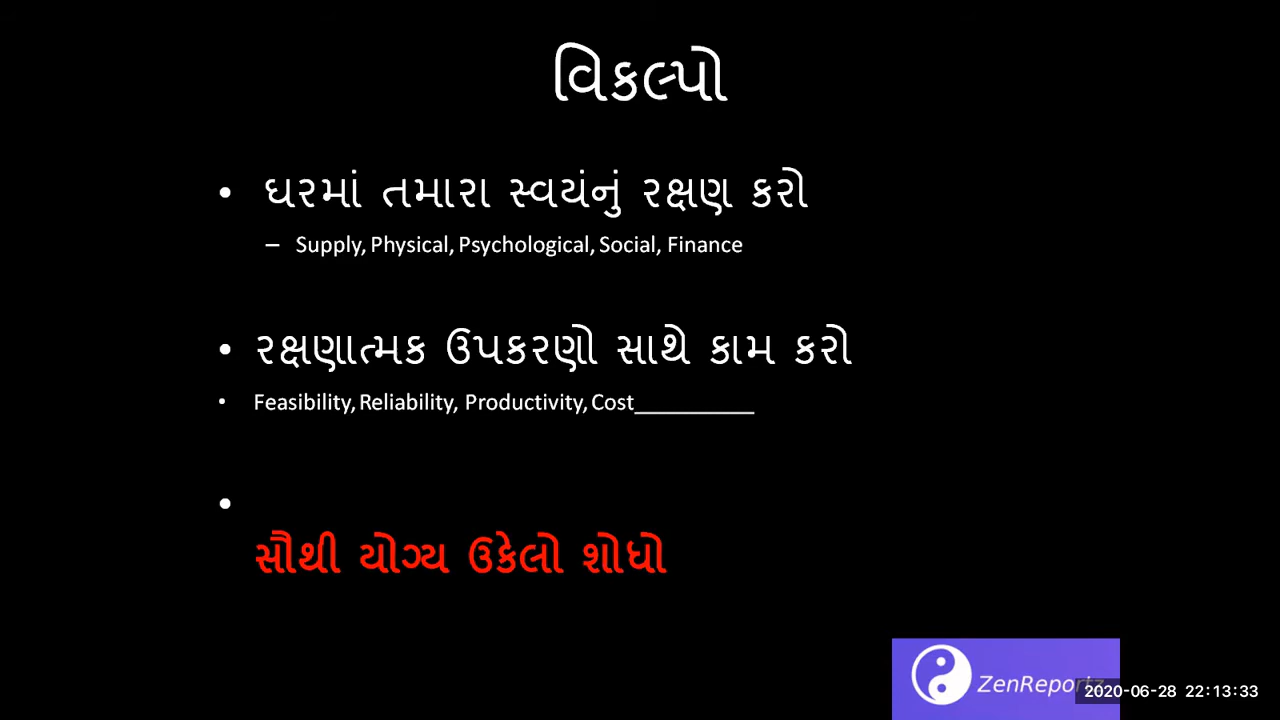 વિકલ્પો
• ઘરમાં તમારા સ્વયંનું રક્ષણ કરો
– Supply, Physical, Psychological, Social, Finance
• રક્ષણાત્મક ઉપકરણો સાથે કામ કરો
• Feasibility, Reliability, Productivity, Cost__________
•
સૌથી યોગ્ય ઉકેલો શોધો
ZenReportz
2020-06-28 22:13:33